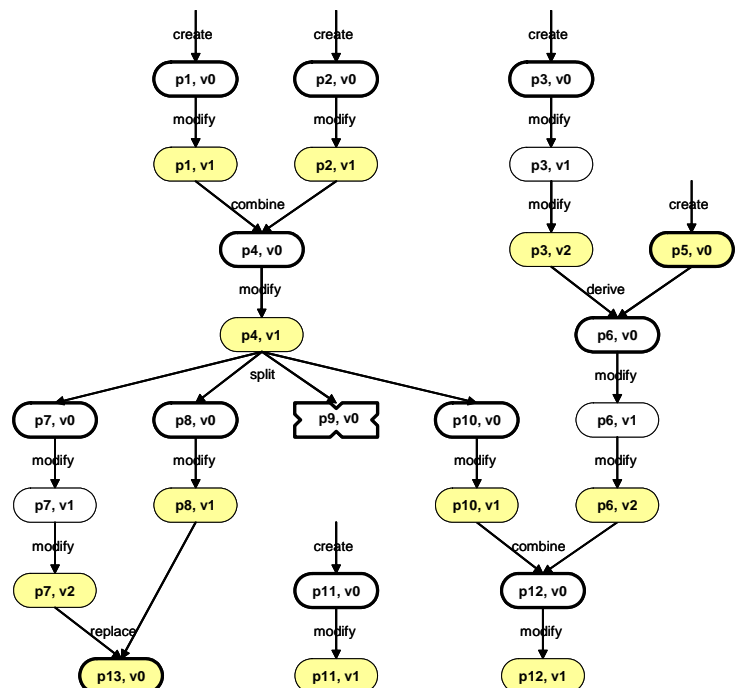 create
create
create
p1, v0
p2, v0
p3, v0
modify
modify
modify
p1, v1
p2, v1
p3, v1
combine
modify
create
p4, v0
p3, v2
p5, v0
modify
derive
p4, v1
p6, v0
split
modify
p7, v0
p8, v0
p9, v0
p10, v0
p6, v1
modify
modify
modify
modify
p7, v1
p8, v1
p10, v1
p6, v2
modify
create
combine
p7, v2
p11, v0
p12, v0
replace
modify
modify
p13, v0
p11, v1
p12, v1